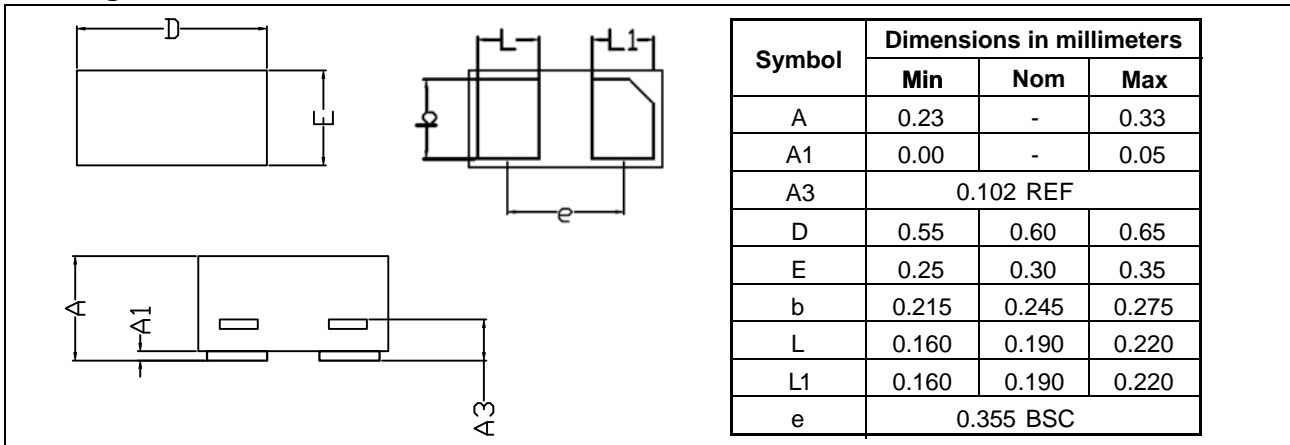 D
E
L
L1
b
e
A
A1
A3
Symbol
Dimensions in millimeters
Min Nom Max
A 0.23 - 0.33
A1 0.00 - 0.05
A3 0.102 REF
D 0.55 0.60 0.65
E 0.25 0.30 0.35
b 0.215 0.245 0.275
L 0.160 0.190 0.220
L1 0.160 0.190 0.220
e 0.355 BSC